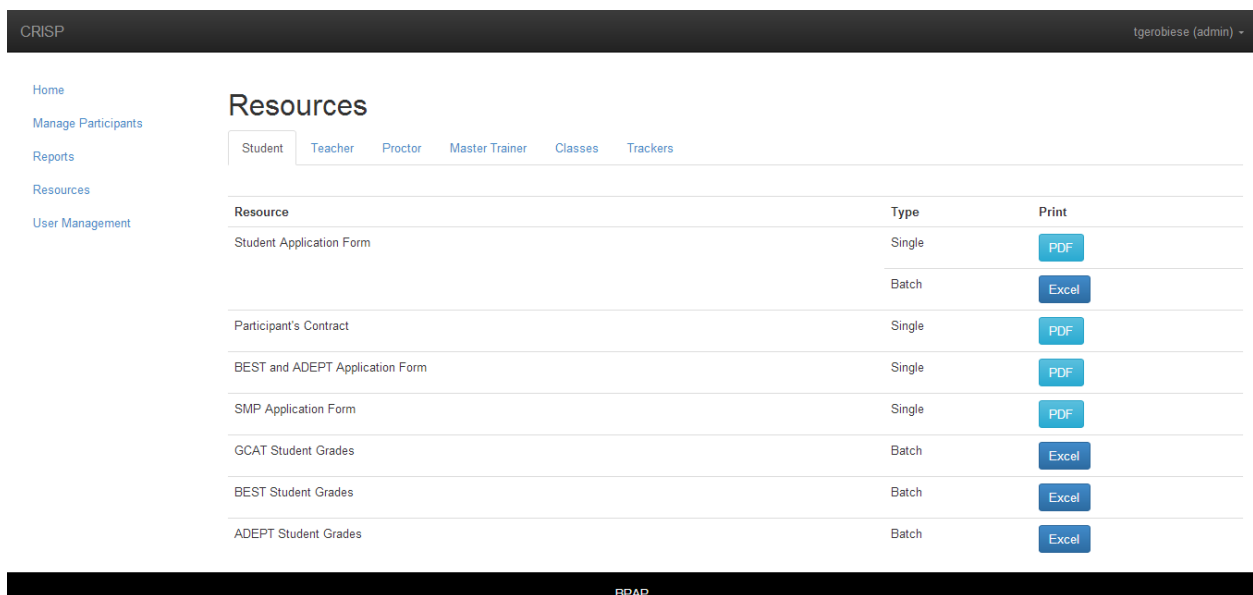 CRISP tgerobiese (admin)
Home
Manage Participants
Reports
Resources
User Management
Resources
Student Teacher Proctor Master Trainer Classes Trackers
Resource Type Print
Student Application Form Single PDF
Batch Excel
Participant's Contract Single PDF
BEST and ADEPT Application Form Single PDF
SMP Application Form Single PDF
GCAT Student Grades Batch Excel
BEST Student Grades Batch Excel
ADEPT Student Grades Batch Excel